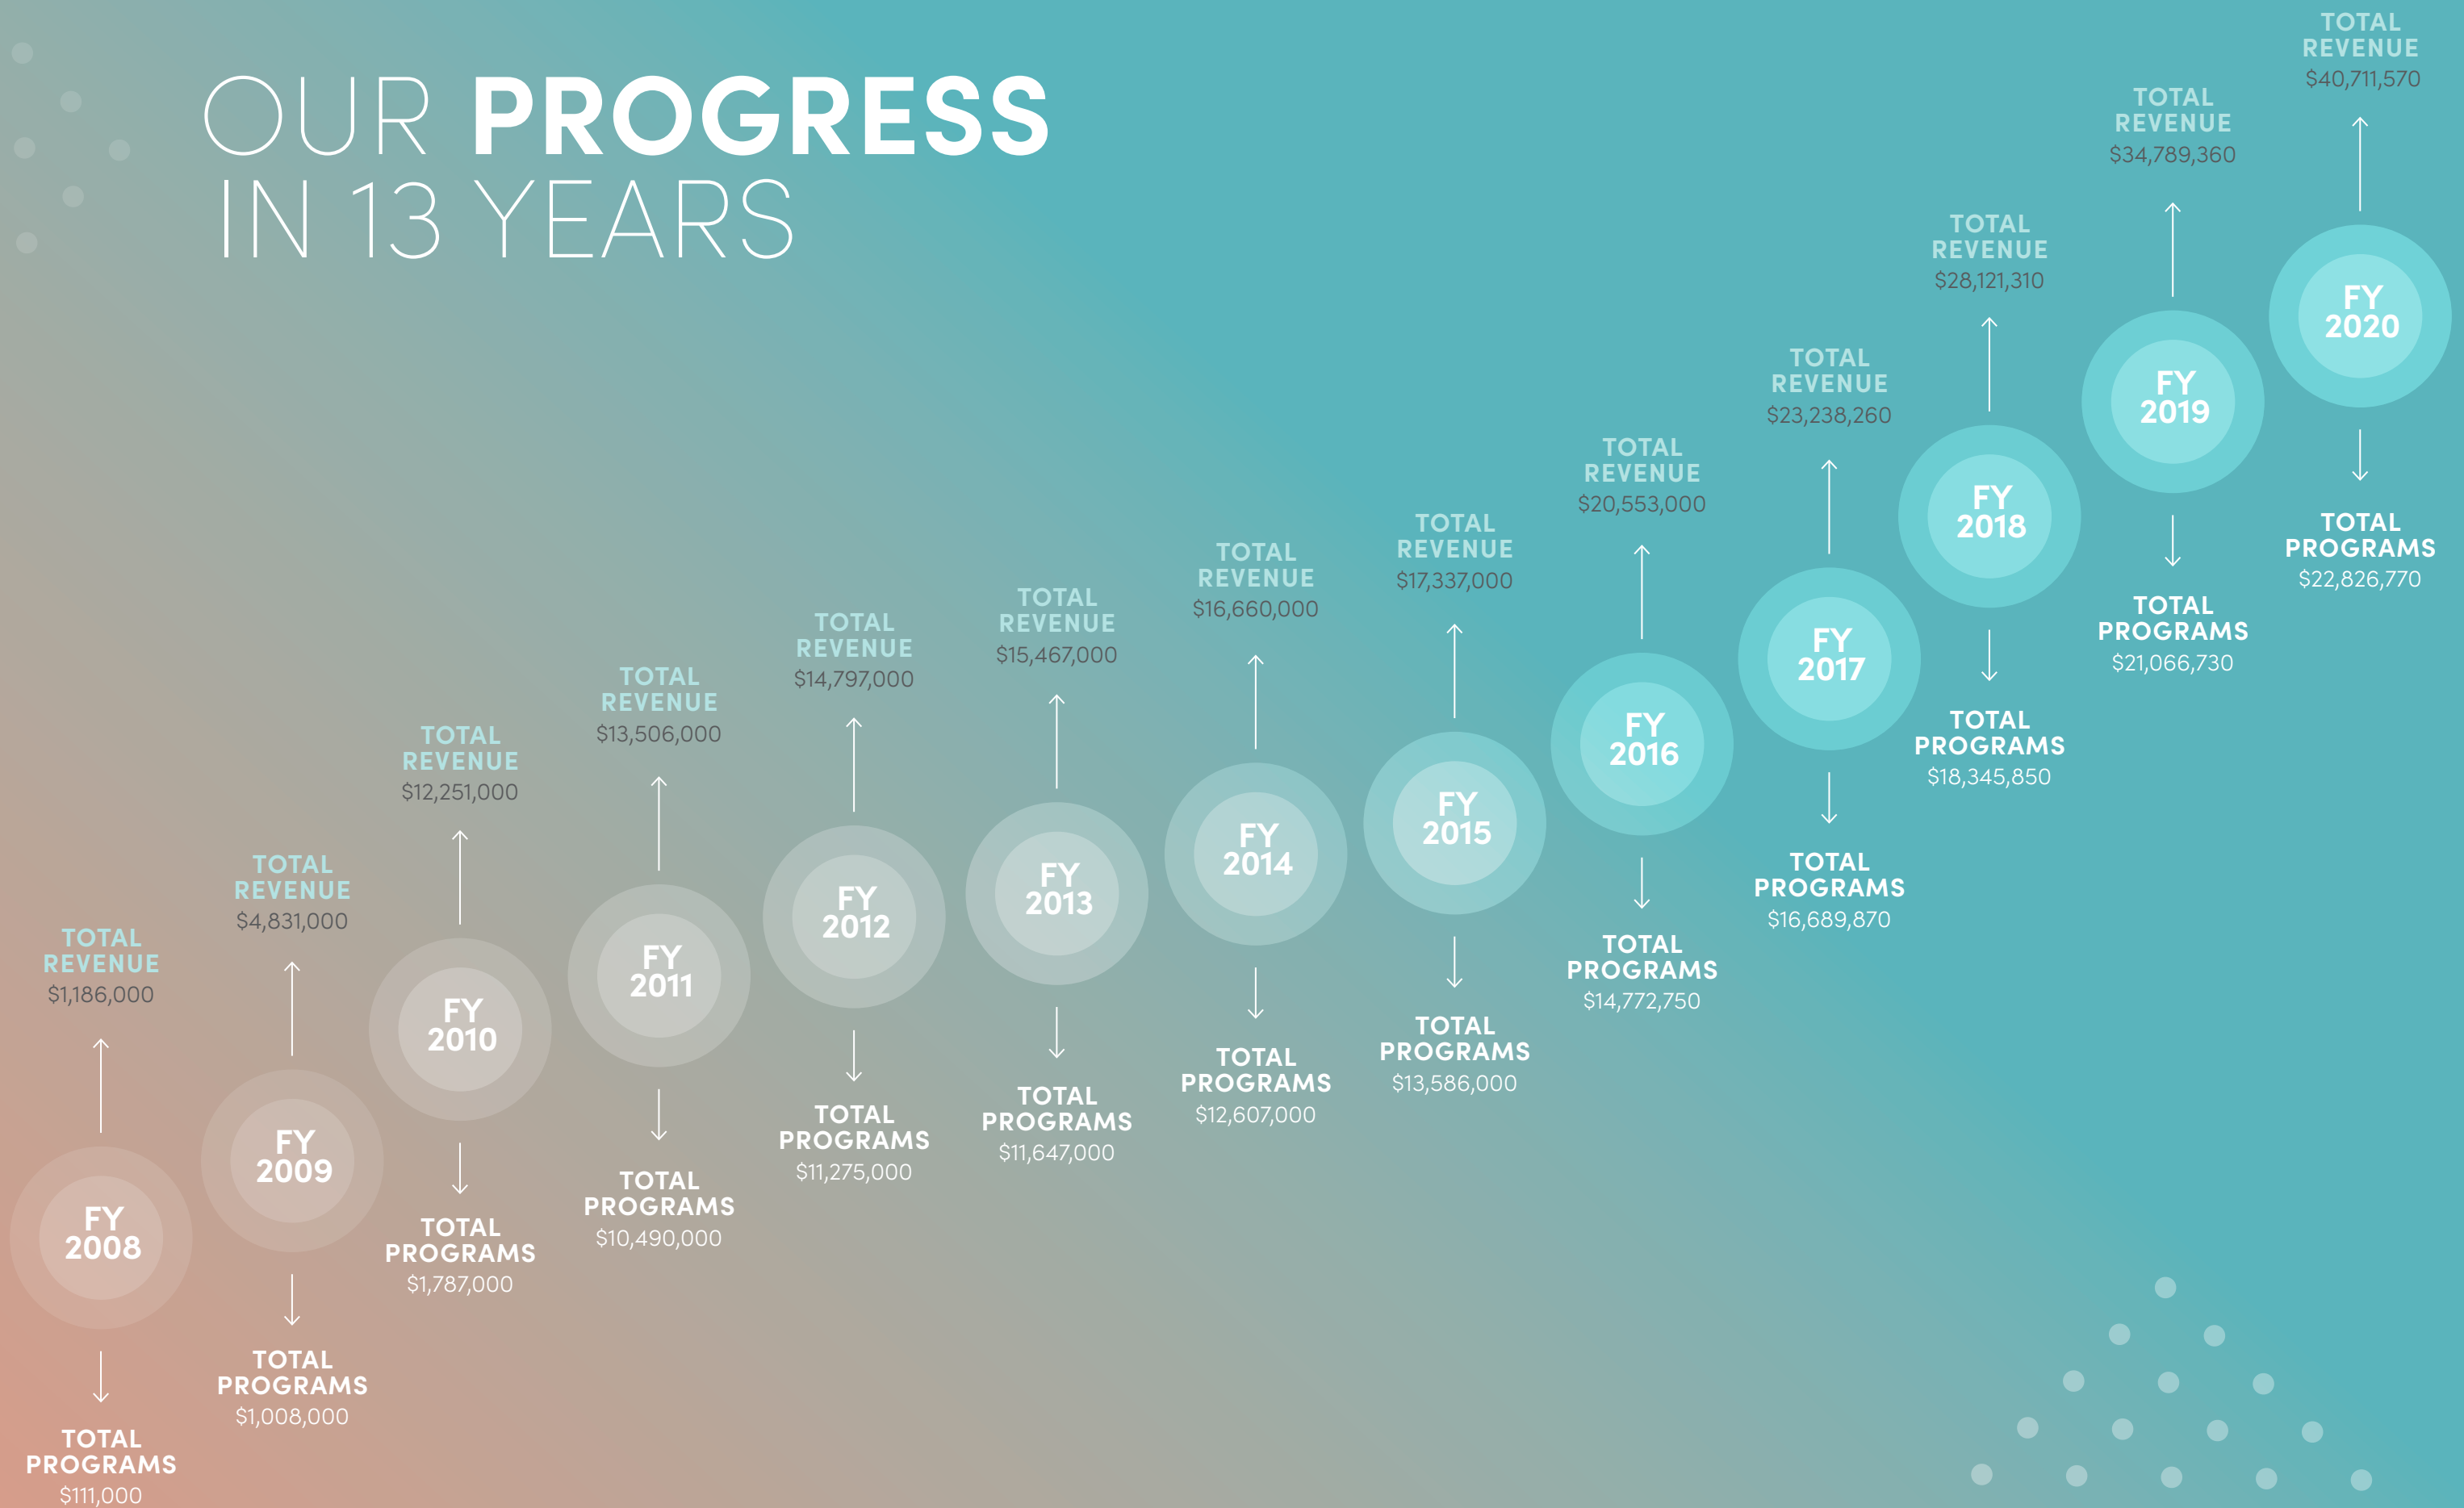 OUR PROGRESS
IN 13 YEARS
TOTAL
REVENUE
$1,186,000
FY
2008
TOTAL
PROGRAMS
$111,000
TOTAL
REVENUE
$4,831,000
FY
2009
TOTAL
PROGRAMS
$1,008,000
TOTAL
REVENUE
$12,251,000
FY
2010
TOTAL
PROGRAMS
$1,787,000
TOTAL
REVENUE
$13,506,000
FY
2011
TOTAL
PROGRAMS
$10,490,000
TOTAL
REVENUE
$14,797,000
FY
2012
TOTAL
PROGRAMS
$11,275,000
TOTAL
REVENUE
$15,467,000
FY
2013
TOTAL
PROGRAMS
$11,647,000
TOTAL
REVENUE
$16,660,000
FY
2014
TOTAL
PROGRAMS
$12,607,000
TOTAL
REVENUE
$17,337,000
FY
2015
TOTAL
PROGRAMS
$13,586,000
TOTAL
REVENUE
$20,553,000
FY
2016
TOTAL
PROGRAMS
$14,772,750
TOTAL
REVENUE
$23,238,260
FY
2017
TOTAL
PROGRAMS
$16,689,870
TOTAL
REVENUE
$28,121,310
FY
2018
TOTAL
PROGRAMS
$18,345,850
TOTAL
REVENUE
$34,789,360
FY
2019
TOTAL
PROGRAMS
$21,066,730
TOTAL
REVENUE
$40,711,570
FY
2020
TOTAL
PROGRAMS
$22,826,770